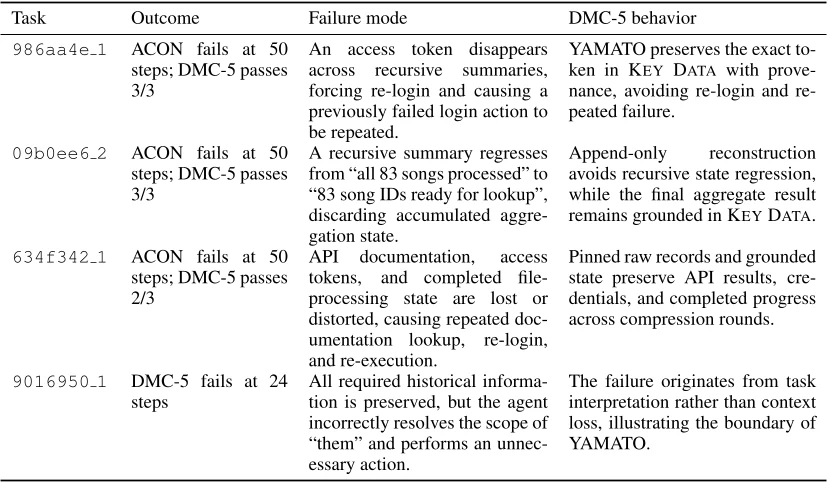 Task Outcome Failure mode DMC-5 behavior
986aa4e_1
ACON fails at 50
steps; DMC-5 passes
3/3
An access token disappears
across recursive summaries,
forcing re-login and causing a
previously failed login action to
be repeated.
YAMATO preserves the exact to-
ken in KEY DATA with prove-
nance, avoiding re-login and re-
peated failure.
09b0ee6_2
ACON fails at 50
steps; DMC-5 passes
3/3
A recursive summary regresses
from “all 83 songs processed” to
“83 song IDs ready for lookup”,
discarding accumulated aggre-
gation state.
Append-only reconstruction
avoids recursive state regression,
while the final aggregate result
remains grounded in KEY DATA.
634f342_1
ACON fails at 50
steps; DMC-5 passes
2/3
API documentation, access
tokens, and completed file-
processing state are lost or
distorted, causing repeated doc-
umentation lookup, re-login,
and re-execution.
Pinned raw records and grounded
state preserve API results, cre-
dentials, and completed progress
across compression rounds.
9016950_1
DMC-5 fails at 24
steps
All required historical informa-
tion is preserved, but the agent
incorrectly resolves the scope of
“them” and performs an unnec-
essary action.
The failure originates from task
interpretation rather than context
loss, illustrating the boundary of
YAMATO.